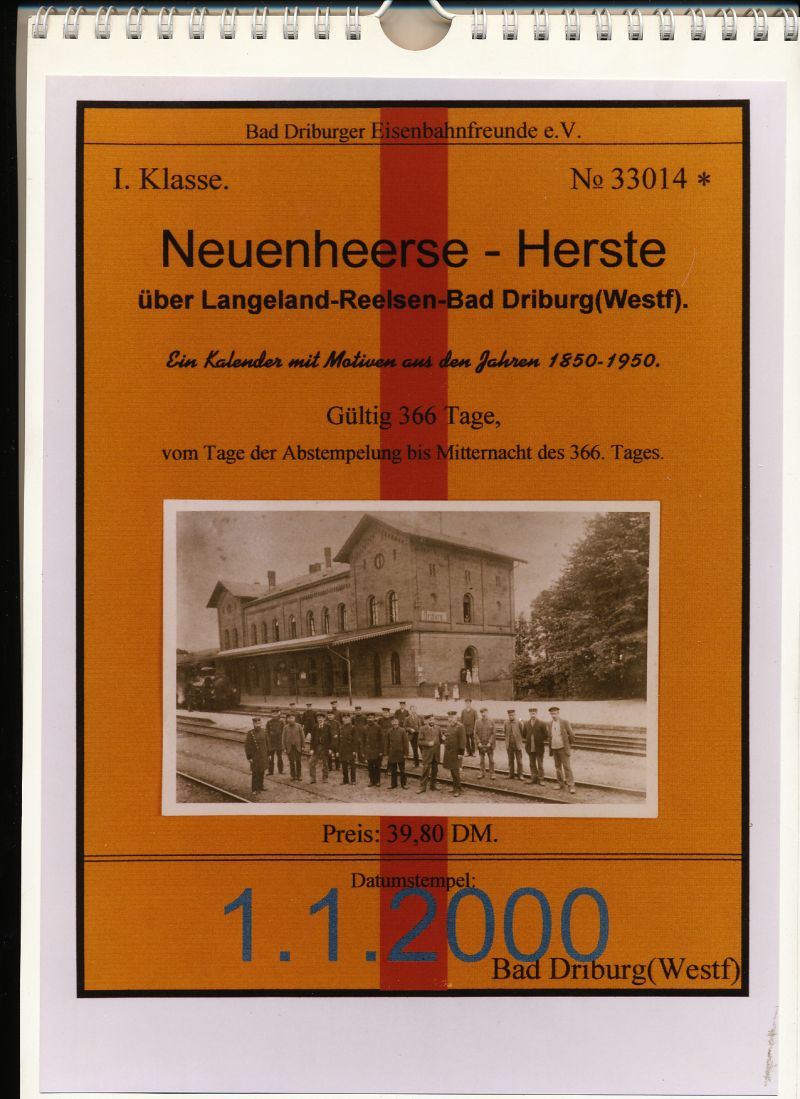 Bad Driburger Eisenbahnfreunde e.V.
I. Klasse.
№ 33014 *
Neuenheerse - Herste
über Langeland-Reelsen-Bad Driburg(Westf).
Ein Kalender mit Motiven aus den Jahren 1850-1950.
Gültig 366 Tage,
vom Tage der Abstempelung bis Mitternacht des 366. Tages.
Preis: 39,80 DM.
Datumstempel:
1.1.2000
Bad Driburg(Westf)